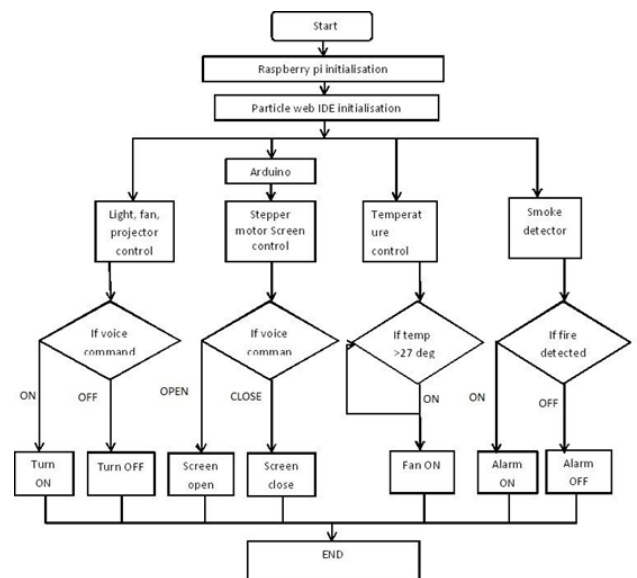 Start
Raspberry pi initialisation
Particle web IDE initialisation
Arduino
Light, fan,
projector
control
Stepper
motor Screen
control
Temperat
ure
control
Smoke
detector
If voice
command
If voice
comman
If temp
>27 deg
If fire
detected
ON
OFF
OPEN
CLOSE
ON
ON
OFF
Turn
ON
Turn OFF
Screen
open
Screen
close
Fan ON
Alarm
ON
Alarm
OFF
END